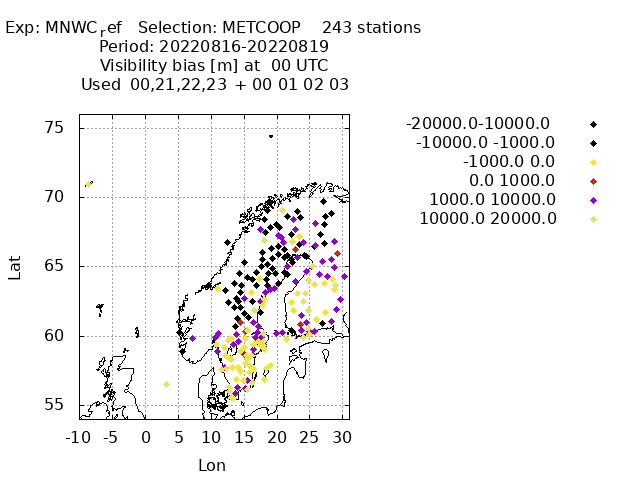 Exp: MNWC_ref Selection: METCOOP 243 stations
Period: 20220816-20220819
Visibility bias [m] at 00 UTC
Used 00,21,22,23 + 00 01 02 03
-20000.0-10000.0
-10000.0 -1000.0
-1000.0 0.0
0.0 1000.0
1000.0 10000.0
10000.0 20000.0
75
70
65
60
55
Lat
-10 -5 0 5 10 15 20 25 30
Lon